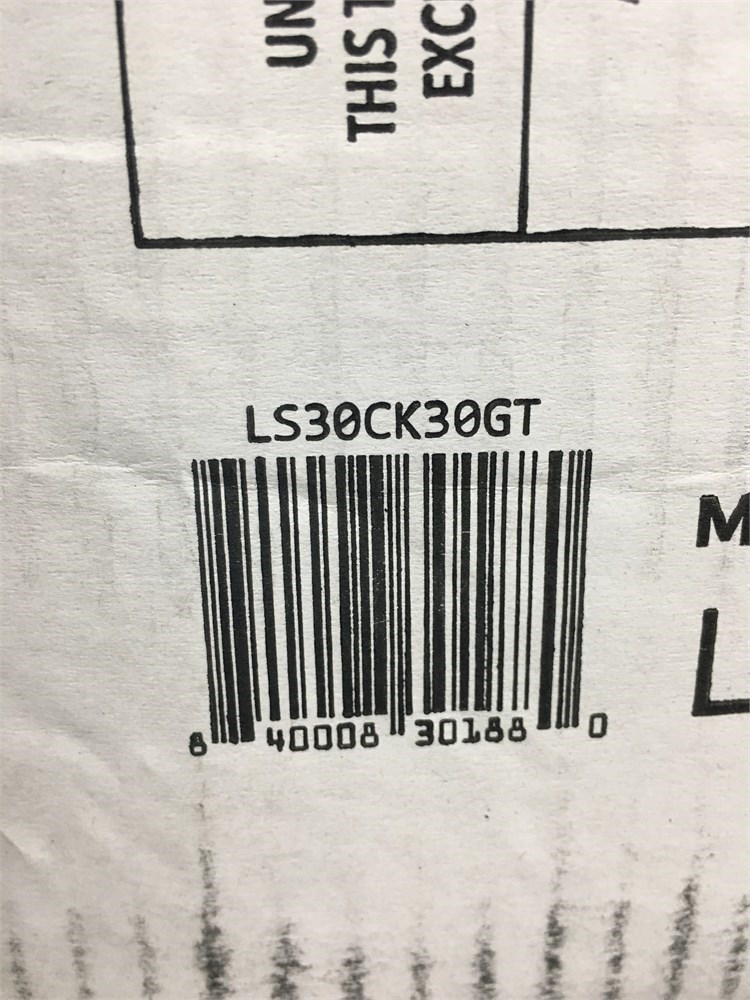 UN
THIS T
EXC
LS30CK30GT
M
L
8 40008 30188 0